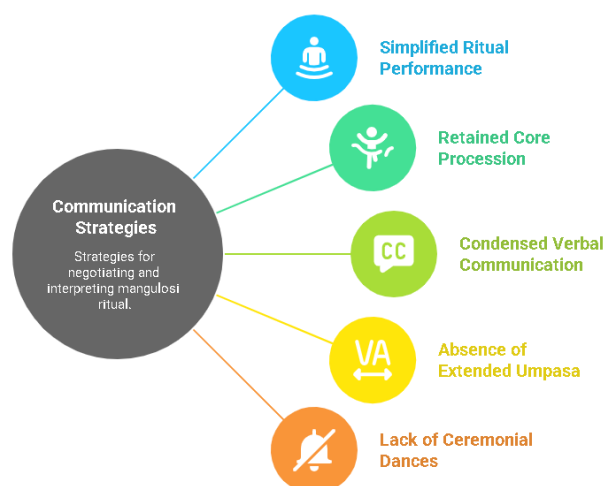 Simplified Ritual
Performance
Retained Core
Procession
Communication
Strategies
Strategies for
negotiating and
interpreting mangulosi
ritual.
CC
Condensed Verbal
Communication
VA
Absence of
Extended Umpasa
Lack of Ceremonial
Dances